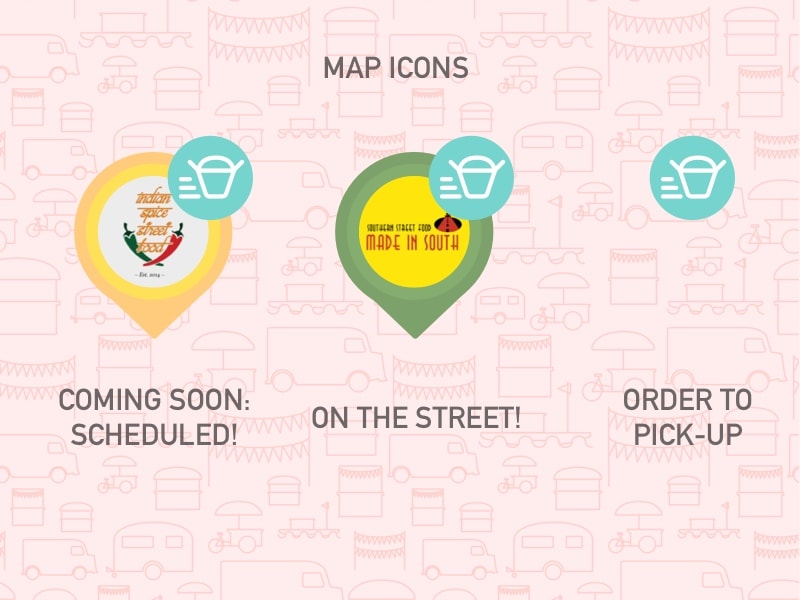 MAP ICONS
indian
spice
street
food
~ Est. 2014 ~
SOUTHERN STREET FOOD
MADE IN SOUTH
COMING SOON:
SCHEDULED!
ON THE STREET!
ORDER TO
PICK-UP